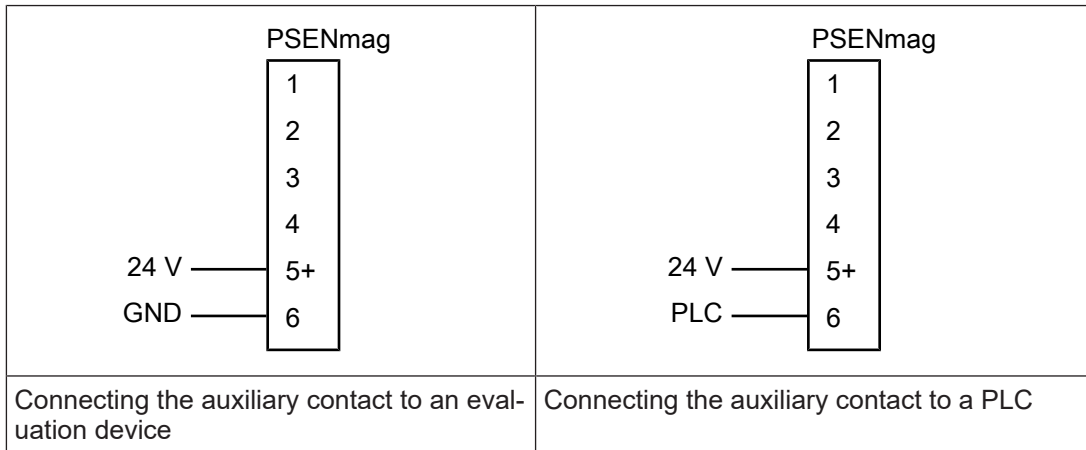 PSENmag
1
2
3
4
24 V
5+
GND
6
PSENmag
1
2
3
4
24 V
5+
PLC
6
Connecting the auxiliary contact to an eval-
uation device
Connecting the auxiliary contact to a PLC